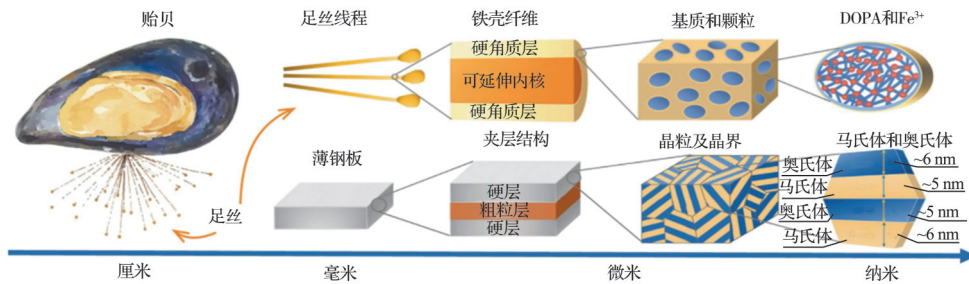 贻贝
足丝线程
铁壳纤维
基质和颗粒
DOPA和Fe³⁺
硬角质层
可延伸内核
硬角质层
薄钢板
夹层结构
晶粒及晶界
马氏体和奥氏体
硬层
粗粒层
硬层
奥氏体
~6 nm
马氏体
~5 nm
奥氏体
~5 nm
马氏体
~6 nm
足丝
厘米
毫米
微米
纳米